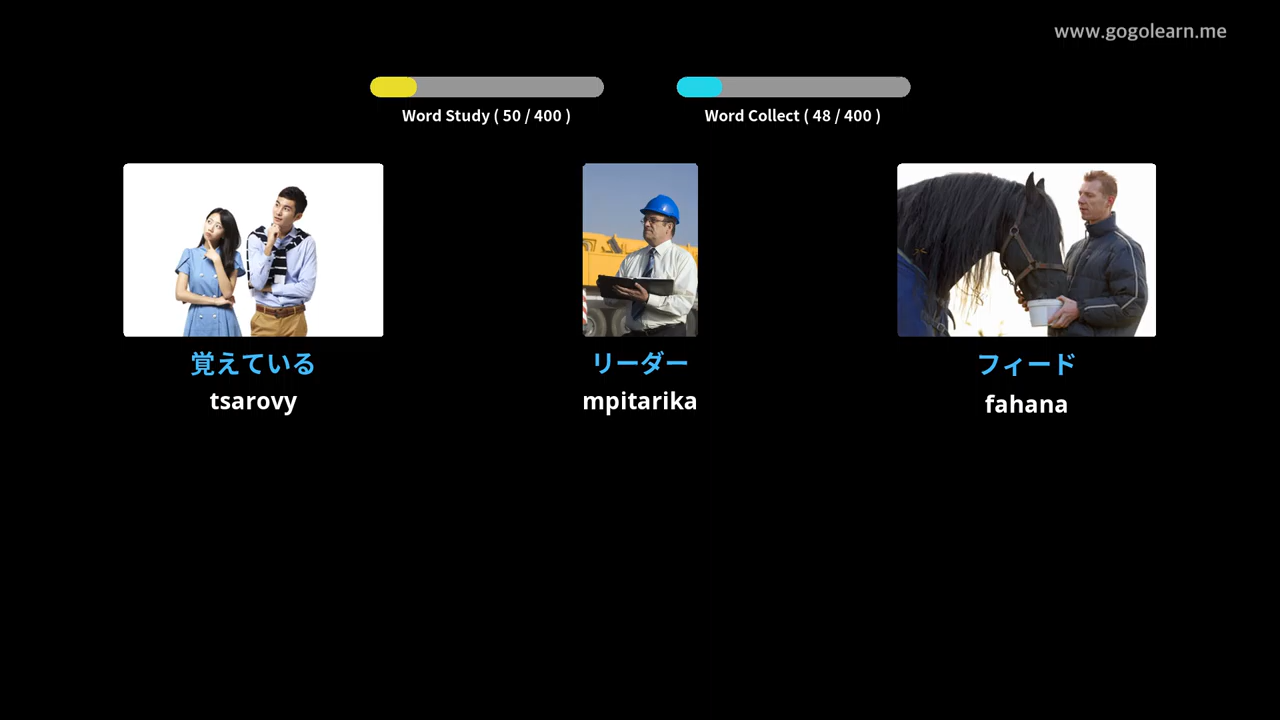 www.gogolearn.me
Word Study ( 50 / 400 )
Word Collect ( 48 / 400 )
覚えている
tsarovy
リーダー
mpitarika
フィード
fahana